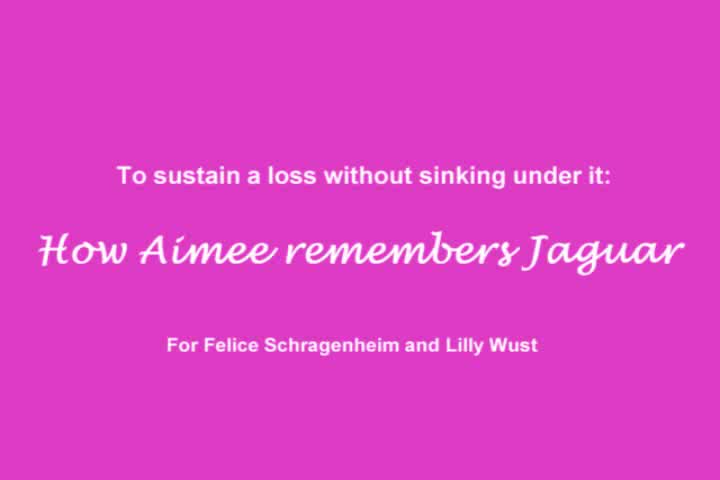 To sustain a loss without sinking under it:
How Aimee remembers Jaguar
For Felice Schragenheim and Lilly Wust